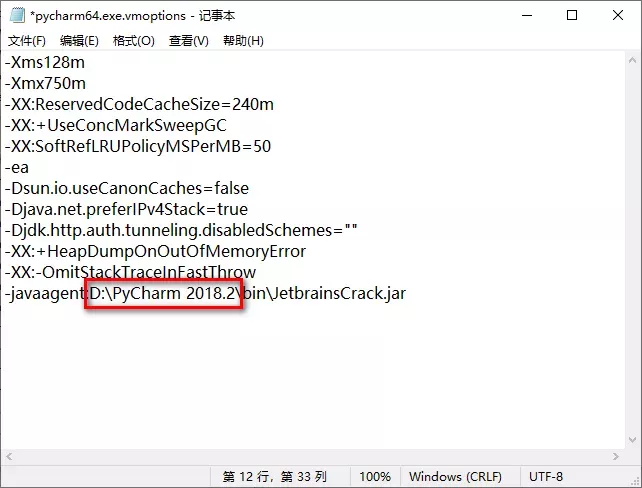 *pycharm64.exe.vmoptions - 记事本
文件(F) 编辑(E) 格式(O) 查看(V) 帮助(H)
-Xms128m
-Xmx750m
-XX:ReservedCodeCacheSize=240m
-XX:+UseConcMarkSweepGC
-XX:SoftRefLRUPolicyMSPerMB=50
-ea
-Dsun.io.useCanonCaches=false
-Djava.net.preferIPv4Stack=true
-Djdk.http.auth.tunneling.disabledSchemes=""
-XX:+HeapDumpOnOutOfMemoryError
-XX:-OmitStackTraceInFastThrow
-javaagent:D:\PyCharm 2018.2\bin\JetbrainsCrack.jar
第 12 行，第 33 列 100% Windows (CRLF) UTF-8